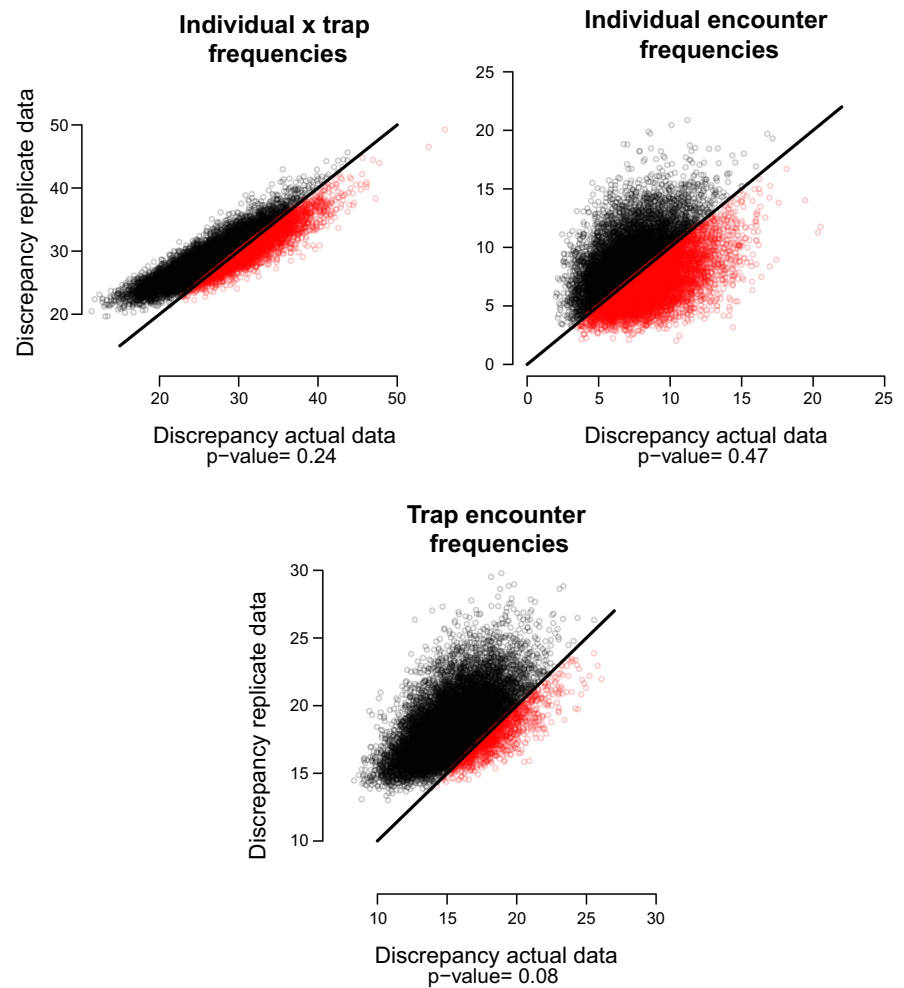 Individual x trap
frequencies
Discrepancy replicate data
50
40
30
20
20 30 40 50
Discrepancy actual data
p−value= 0.24
Individual encounter
frequencies
25
20
15
10
5
0
0 5 10 15 20 25
Discrepancy actual data
p−value= 0.47
Trap encounter
frequencies
Discrepancy replicate data
30
25
20
15
10
10 15 20 30
Discrepancy actual data
p−value= 0.08